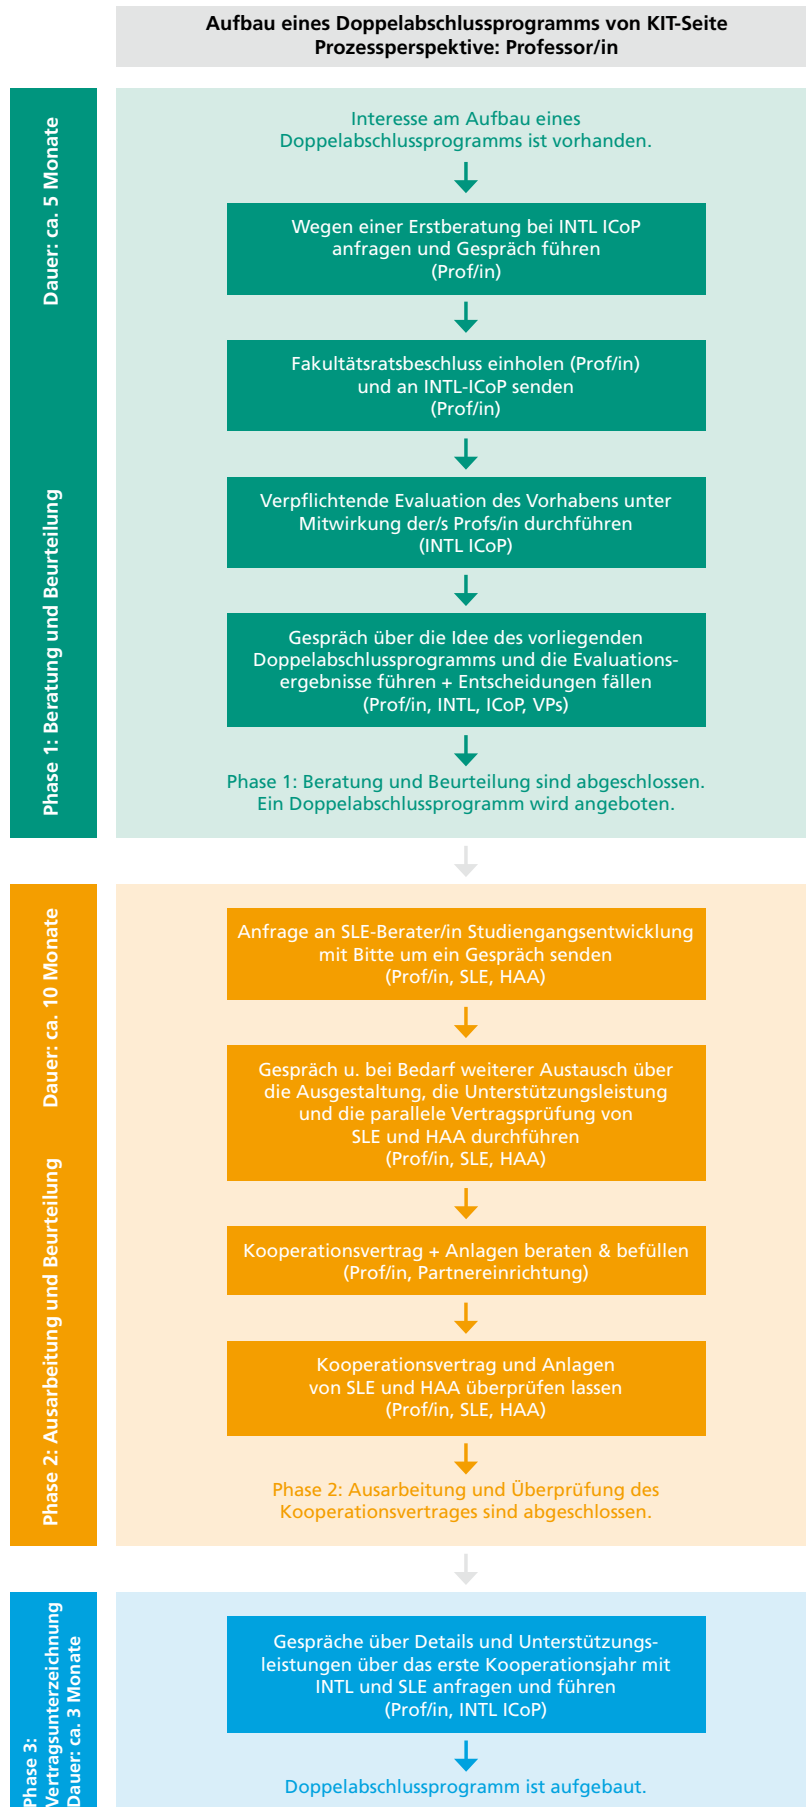 Aufbau eines Doppelabschlussprogramms von KIT-Seite
Prozessperspektive: Professor/in
Phase 1: Beratung und Beurteilung
Dauer: ca. 5 Monate
Interesse am Aufbau eines
Doppelabschlussprogramms ist vorhanden.
Wegen einer Erstberatung bei INTL ICoP
anfragen und Gespräch führen
(Prof/in)
Fakultätsratsbeschluss einholen (Prof/in)
und an INTL-ICoP senden
(Prof/in)
Verpflichtende Evaluation des Vorhabens unter
Mitwirkung der/s Profs/in durchführen
(INTL ICoP)
Gespräch über die Idee des vorliegenden
Doppelabschlussprogramms und die Evaluations-
ergebnisse führen + Entscheidungen fällen
(Prof/in, INTL, ICoP, VPs)
Phase 1: Beratung und Beurteilung sind abgeschlossen.
Ein Doppelabschlussprogramm wird angeboten.
Phase 2: Ausarbeitung und Beurteilung
Dauer: ca. 10 Monate
Anfrage an SLE-Berater/in Studiengangsentwicklung
mit Bitte um ein Gespräch senden
(Prof/in, SLE, HAA)
Gespräch u. bei Bedarf weiterer Austausch über
die Ausgestaltung, die Unterstützungsleistung
und die parallele Vertragsprüfung von
SLE und HAA durchführen
(Prof/in, SLE, HAA)
Kooperationsvertrag + Anlagen beraten & befüllen
(Prof/in, Partnereinrichtung)
Kooperationsvertrag und Anlagen
von SLE und HAA überprüfen lassen
(Prof/in, SLE, HAA)
Phase 2: Ausarbeitung und Überprüfung des
Kooperationsvertrages sind abgeschlossen.
Phase 3:
Vertragsunterzeichnung
Dauer: ca. 3 Monate
Gespräche über Details und Unterstützungs-
leistungen über das erste Kooperationsjahr mit
INTL und SLE anfragen und führen
(Prof/in, INTL ICoP)
Doppelabschlussprogramm ist aufgebaut.